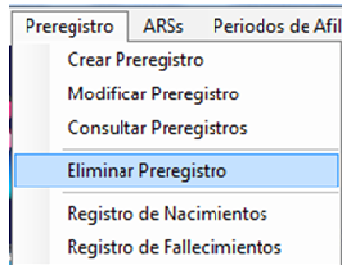 Preregistro ARSs Periodos de Afil
Crear Preregistro
Modificar Preregistro
Consultar Preregistros
Eliminar Preregistro
Registro de Nacimientos
Registro de Fallecimientos